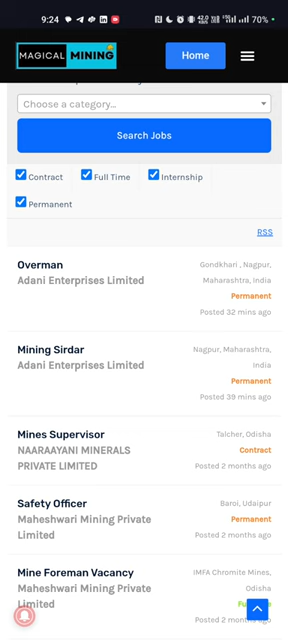 9:24
70%
MAGICAL MINING
Home
Choose a category...
Search Jobs
Contract
Full Time
Internship
Permanent
RSS
Overman
Adani Enterprises Limited
Gondkhari , Nagpur,
Maharashtra, India
Permanent
Posted 32 mins ago
Mining Sirdar
Adani Enterprises Limited
Nagpur, Maharashtra,
India
Permanent
Posted 39 mins ago
Mines Supervisor
NAARAAYANI MINERALS
PRIVATE LIMITED
Talcher, Odisha
Contract
Posted 2 months ago
Safety Officer
Maheshwari Mining Private
Limited
Baroi, Udaipur
Permanent
Posted 2 months ago
Mine Foreman Vacancy
Maheshwari Mining Private
Limited
IMFA Chromite Mines,
Odisha
Posted 2 months ago